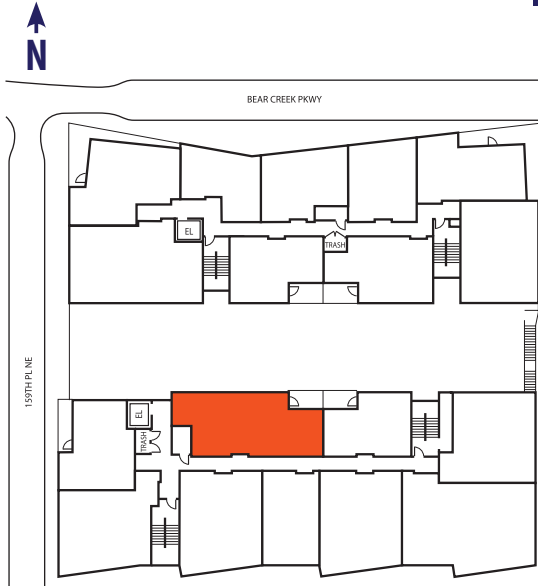 N
BEAR CREEK PKWY
EL
TRASH
159TH PL NE
EL
TRASH